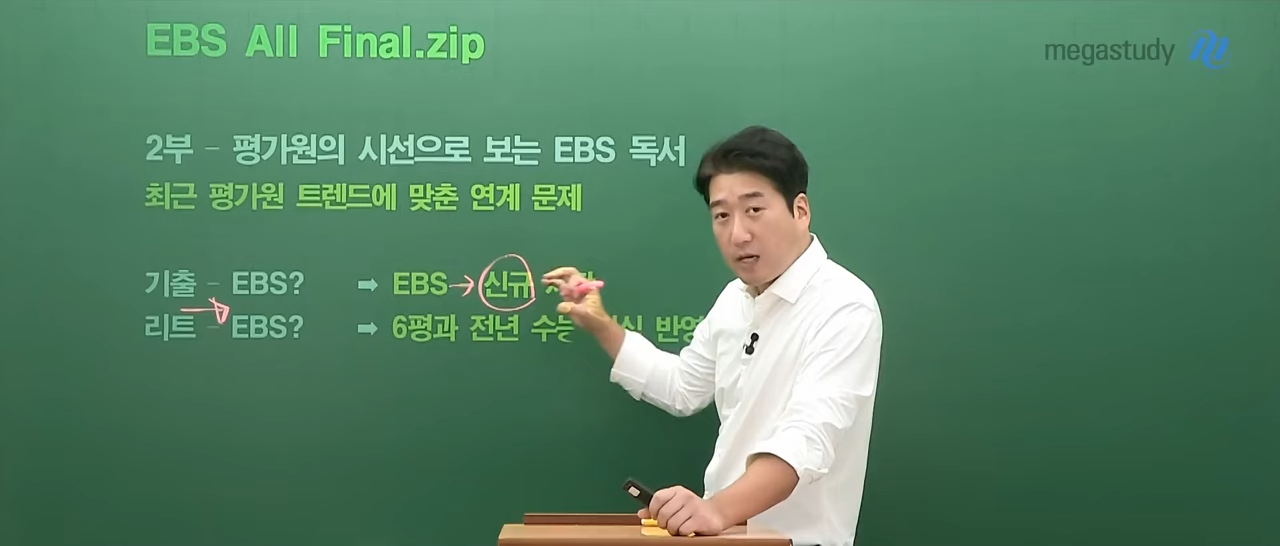 EBS All Final.zip
megastudy
2부 - 평가원의 시선으로 보는 EBS 독서
최근 평가원 트렌드에 맞춘 연계 문제
기출 - EBS? ➡ EBS → 신규
리트 - EBS? ➡ 6평과 전년 수능 반영